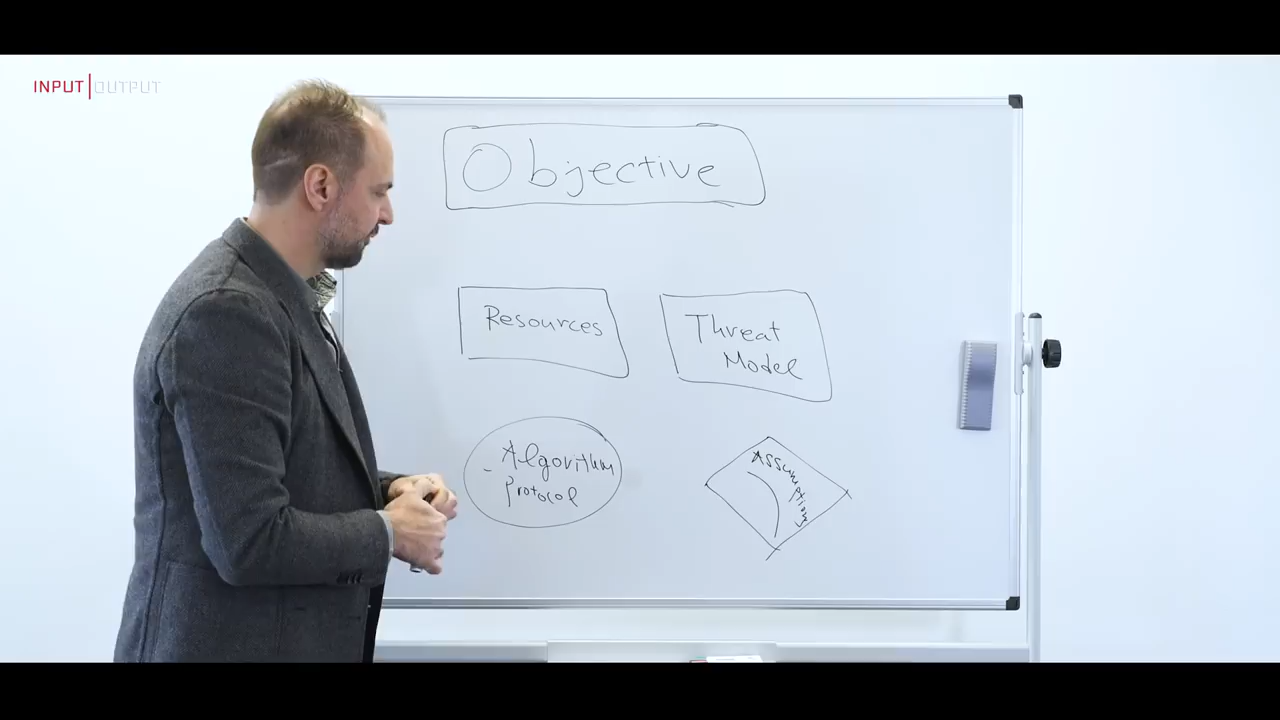 INPUT|OUTPUT
Objective
Resources
Threat
Model
Algorithm
- Protocol
Assumptions